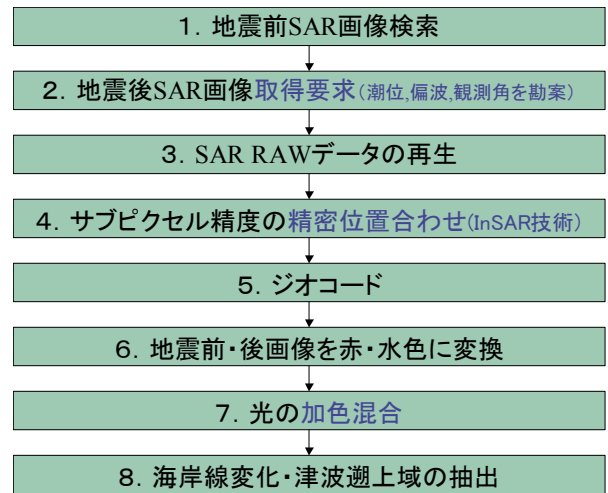 １．地震前SAR画像検索
２．地震後SAR画像取得要求(潮位,偏波,観測角を勘案)
３．SAR RAWデータの再生
４．サブピクセル精度の精密位置合わせ(InSAR技術)
５．ジオコード
６．地震前・後画像を赤・水色に変換
７．光の加色混合
８．海岸線変化・津波遡上域の抽出